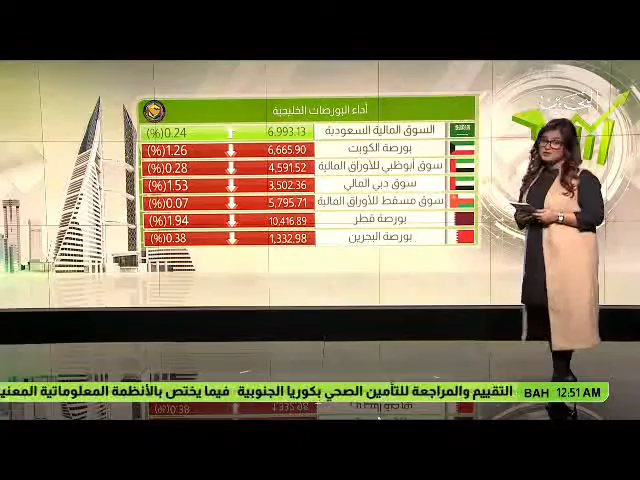 البحرين
أداء البورصات الخليجية
السوق المالية السعودية 6,993.13 0.24(%)
بورصة الكويت 6,665.90 1.26(%)
سوق أبوظبي للأوراق المالية 4,591.52 0.28(%)
سوق دبي المالي 3,502.36 1.53(%)
سوق مسقط للأوراق المالية 5,795.71 0.07(%)
بورصة قطر 10,416.89 1.94(%)
بورصة البحرين 1,332.98 0.38(%)
BAH 12:51 AM
التقييم والمراجعة للتأمين الصحي بكوريا الجنوبية فيما يختص بالأنظمة المعلوماتية المعني